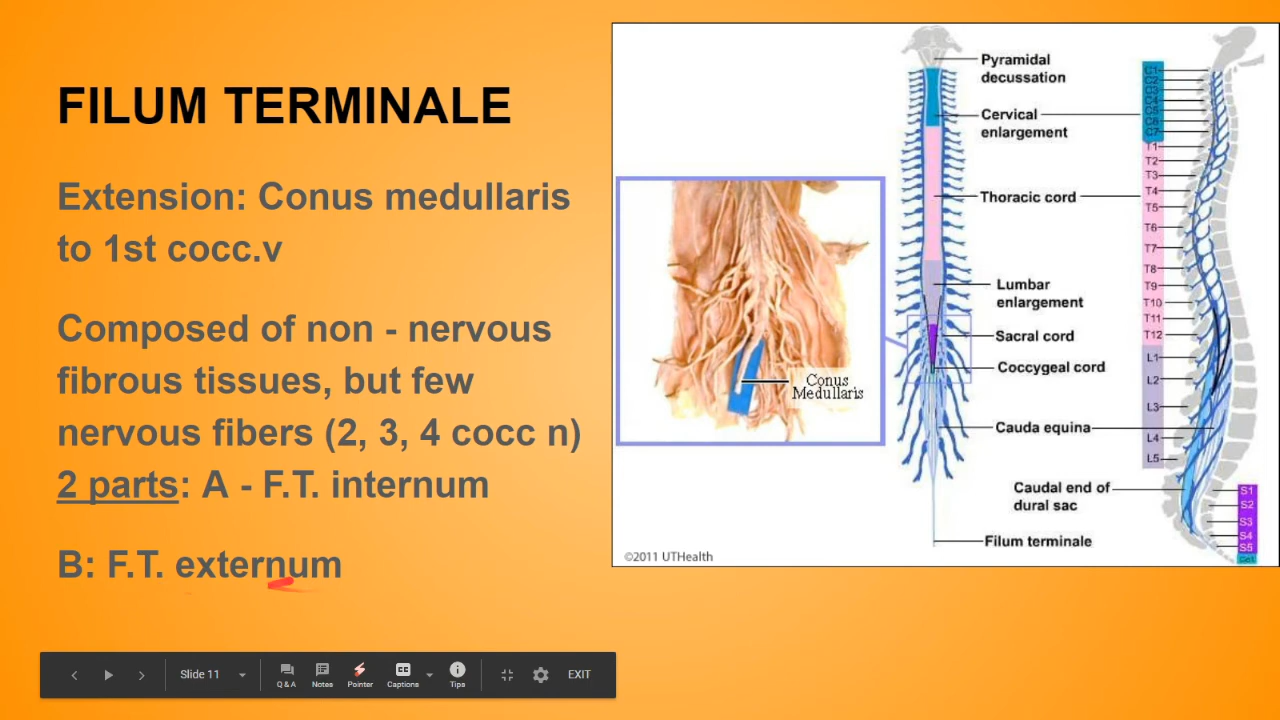 FILUM TERMINALE
Extension: Conus medullaris
to 1st cocc.v
Composed of non - nervous
fibrous tissues, but few
nervous fibers (2, 3, 4 cocc n)
2 parts: A - F.T. internum
B: F.T. externum
Conus
Medullaris
©2011 UTHealth
Pyramidal
decussation
Cervical
enlargement
Thoracic cord
Lumbar
enlargement
Sacral cord
Coccygeal cord
Cauda equina
Caudal end of
dural sac
Filum terminale
C1
C2
C3
C4
C5
C6
C7
T1
T2
T3
T4
T5
T6
T7
T8
T9
T10
T11
T12
L1
L2
L3
L4
L5
S1
S2
S3
S4
S5
Slide 11
Q & A
Notes
Pointer
CC
Captions
Tips
EXIT